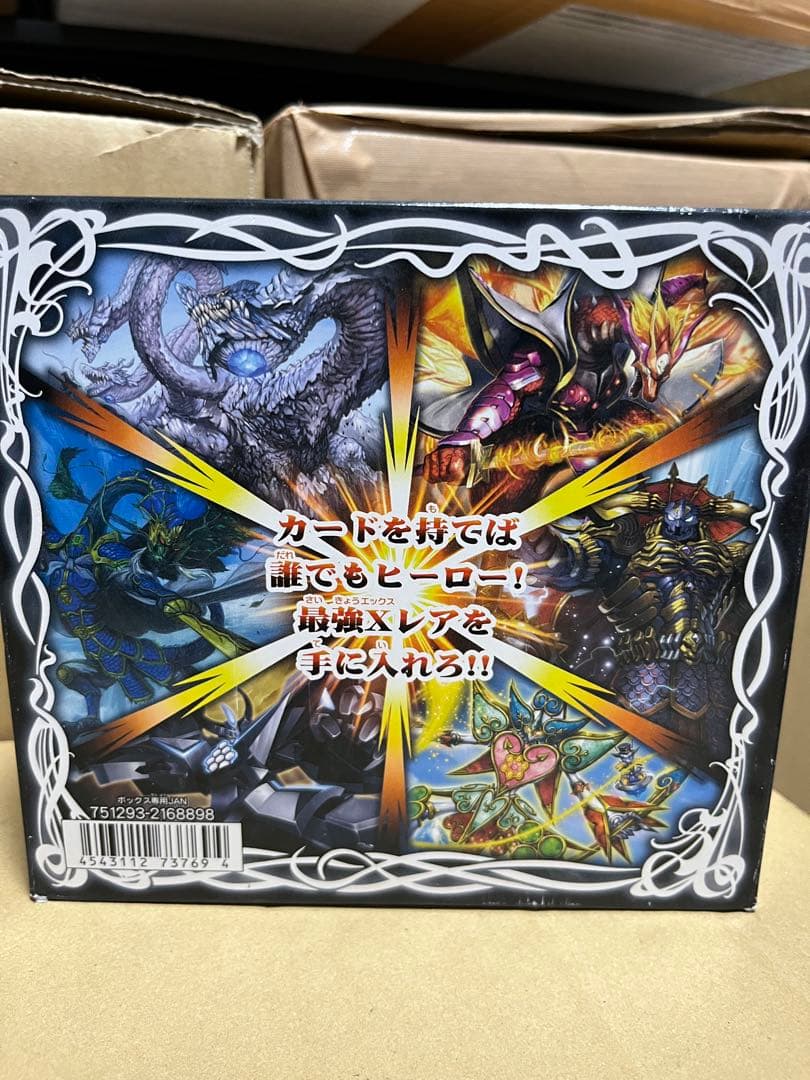 カードを持てば
誰でもヒーロー!
最強Xレアを
手に入れろ!!
ボックス専用JAN
751293-2168898
4543112 73769 4